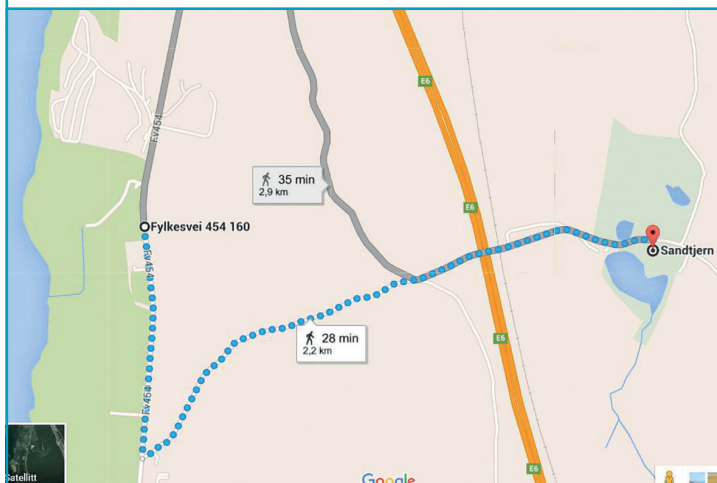 E6
Fv454
35 min
2,9 km
E6
Fylkesvei 454 160
Fv454
Sandtjern
28 min
2,2 km
E6
Fv454
E6
Satellitt
Google